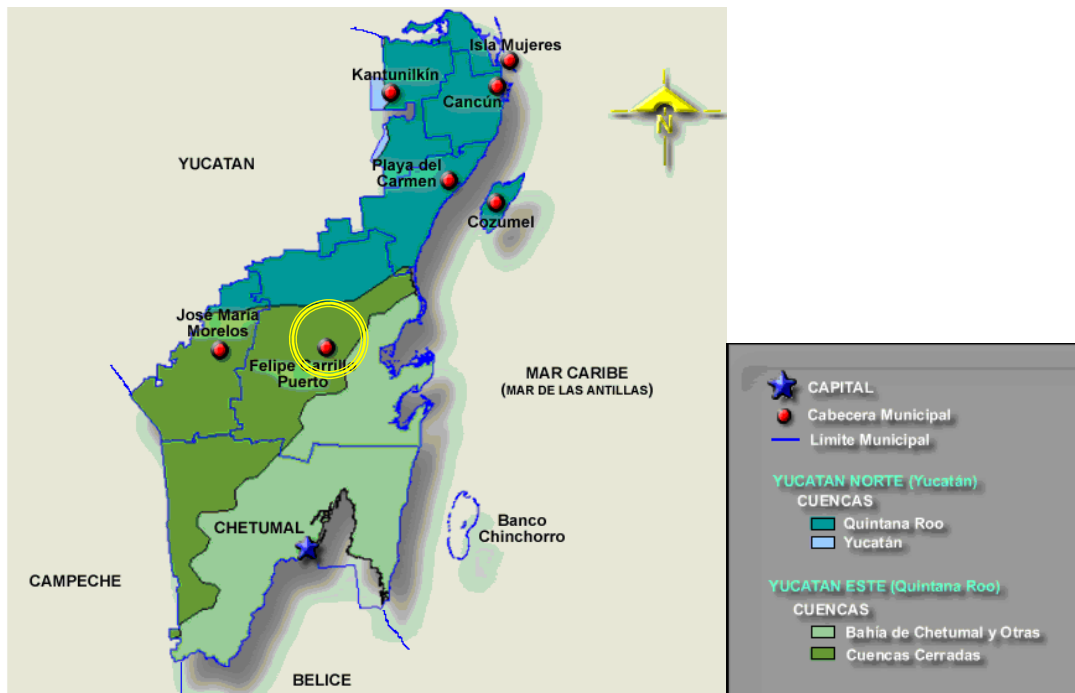 Isla Mujeres
Kantunilkín
Cancún
N
YUCATAN
Playa del
Carmen
Cozumel
José María
Morelos
Felipe Carrillo
Puerto
MAR CARIBE
(MAR DE LAS ANTILLAS)
CHETUMAL
Banco
Chinchorro
CAMPECHE
BELICE
CAPITAL
Cabecera Municipal
Limite Municipal
YUCATAN NORTE (Yucatán)
CUENCAS
Quintana Roo
Yucatán
YUCATAN ESTE (Quintana Roo)
CUENCAS
Bahía de Chetumal y Otras
Cuencas Cerradas